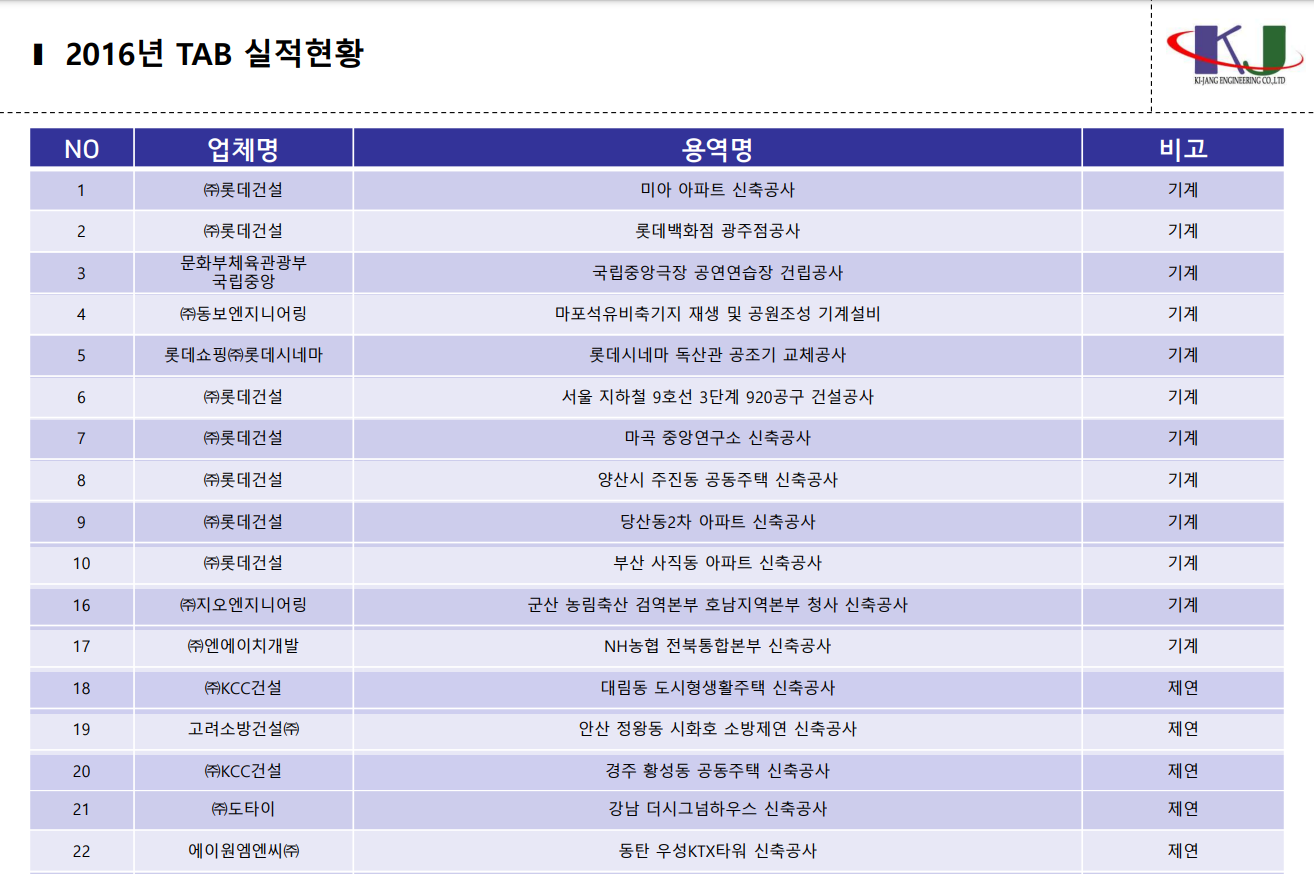 2016년 TAB 실적현황
KJ
KI-JANG ENGINEERING CO.,LTD
NO 업체명 용역명 비고
1 ㈜롯데건설 미아 아파트 신축공사 기계
2 ㈜롯데건설 롯데백화점 광주점공사 기계
3 문화부체육관광부 국립중앙 국립중앙극장 공연연습장 건립공사 기계
4 ㈜동보엔지니어링 마포석유비축기지 재생 및 공원조성 기계설비 기계
5 롯데쇼핑㈜롯데시네마 롯데시네마 독산관 공조기 교체공사 기계
6 ㈜롯데건설 서울 지하철 9호선 3단계 920공구 건설공사 기계
7 ㈜롯데건설 마곡 중앙연구소 신축공사 기계
8 ㈜롯데건설 양산시 주진동 공동주택 신축공사 기계
9 ㈜롯데건설 당산동2차 아파트 신축공사 기계
10 ㈜롯데건설 부산 사직동 아파트 신축공사 기계
16 ㈜지오엔지니어링 군산 농림축산 검역본부 호남지역본부 청사 신축공사 기계
17 ㈜엔에이치개발 NH농협 전북통합본부 신축공사 기계
18 ㈜KCC건설 대림동 도시형생활주택 신축공사 제연
19 고려소방건설㈜ 안산 정왕동 시화호 소방제연 신축공사 제연
20 ㈜KCC건설 경주 황성동 공동주택 신축공사 제연
21 ㈜도타이 강남 더시그넘하우스 신축공사 제연
22 에이원엠엔씨㈜ 동탄 우성KTX타워 신축공사 제연